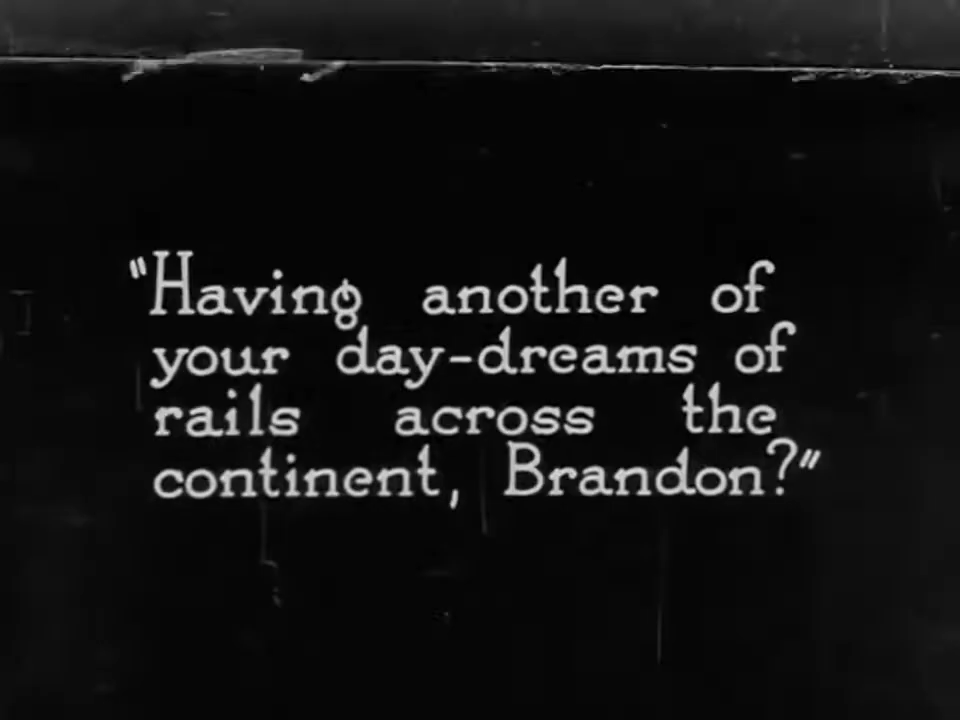 "Having another of
your day-dreams of
rails across the
continent, Brandon?"